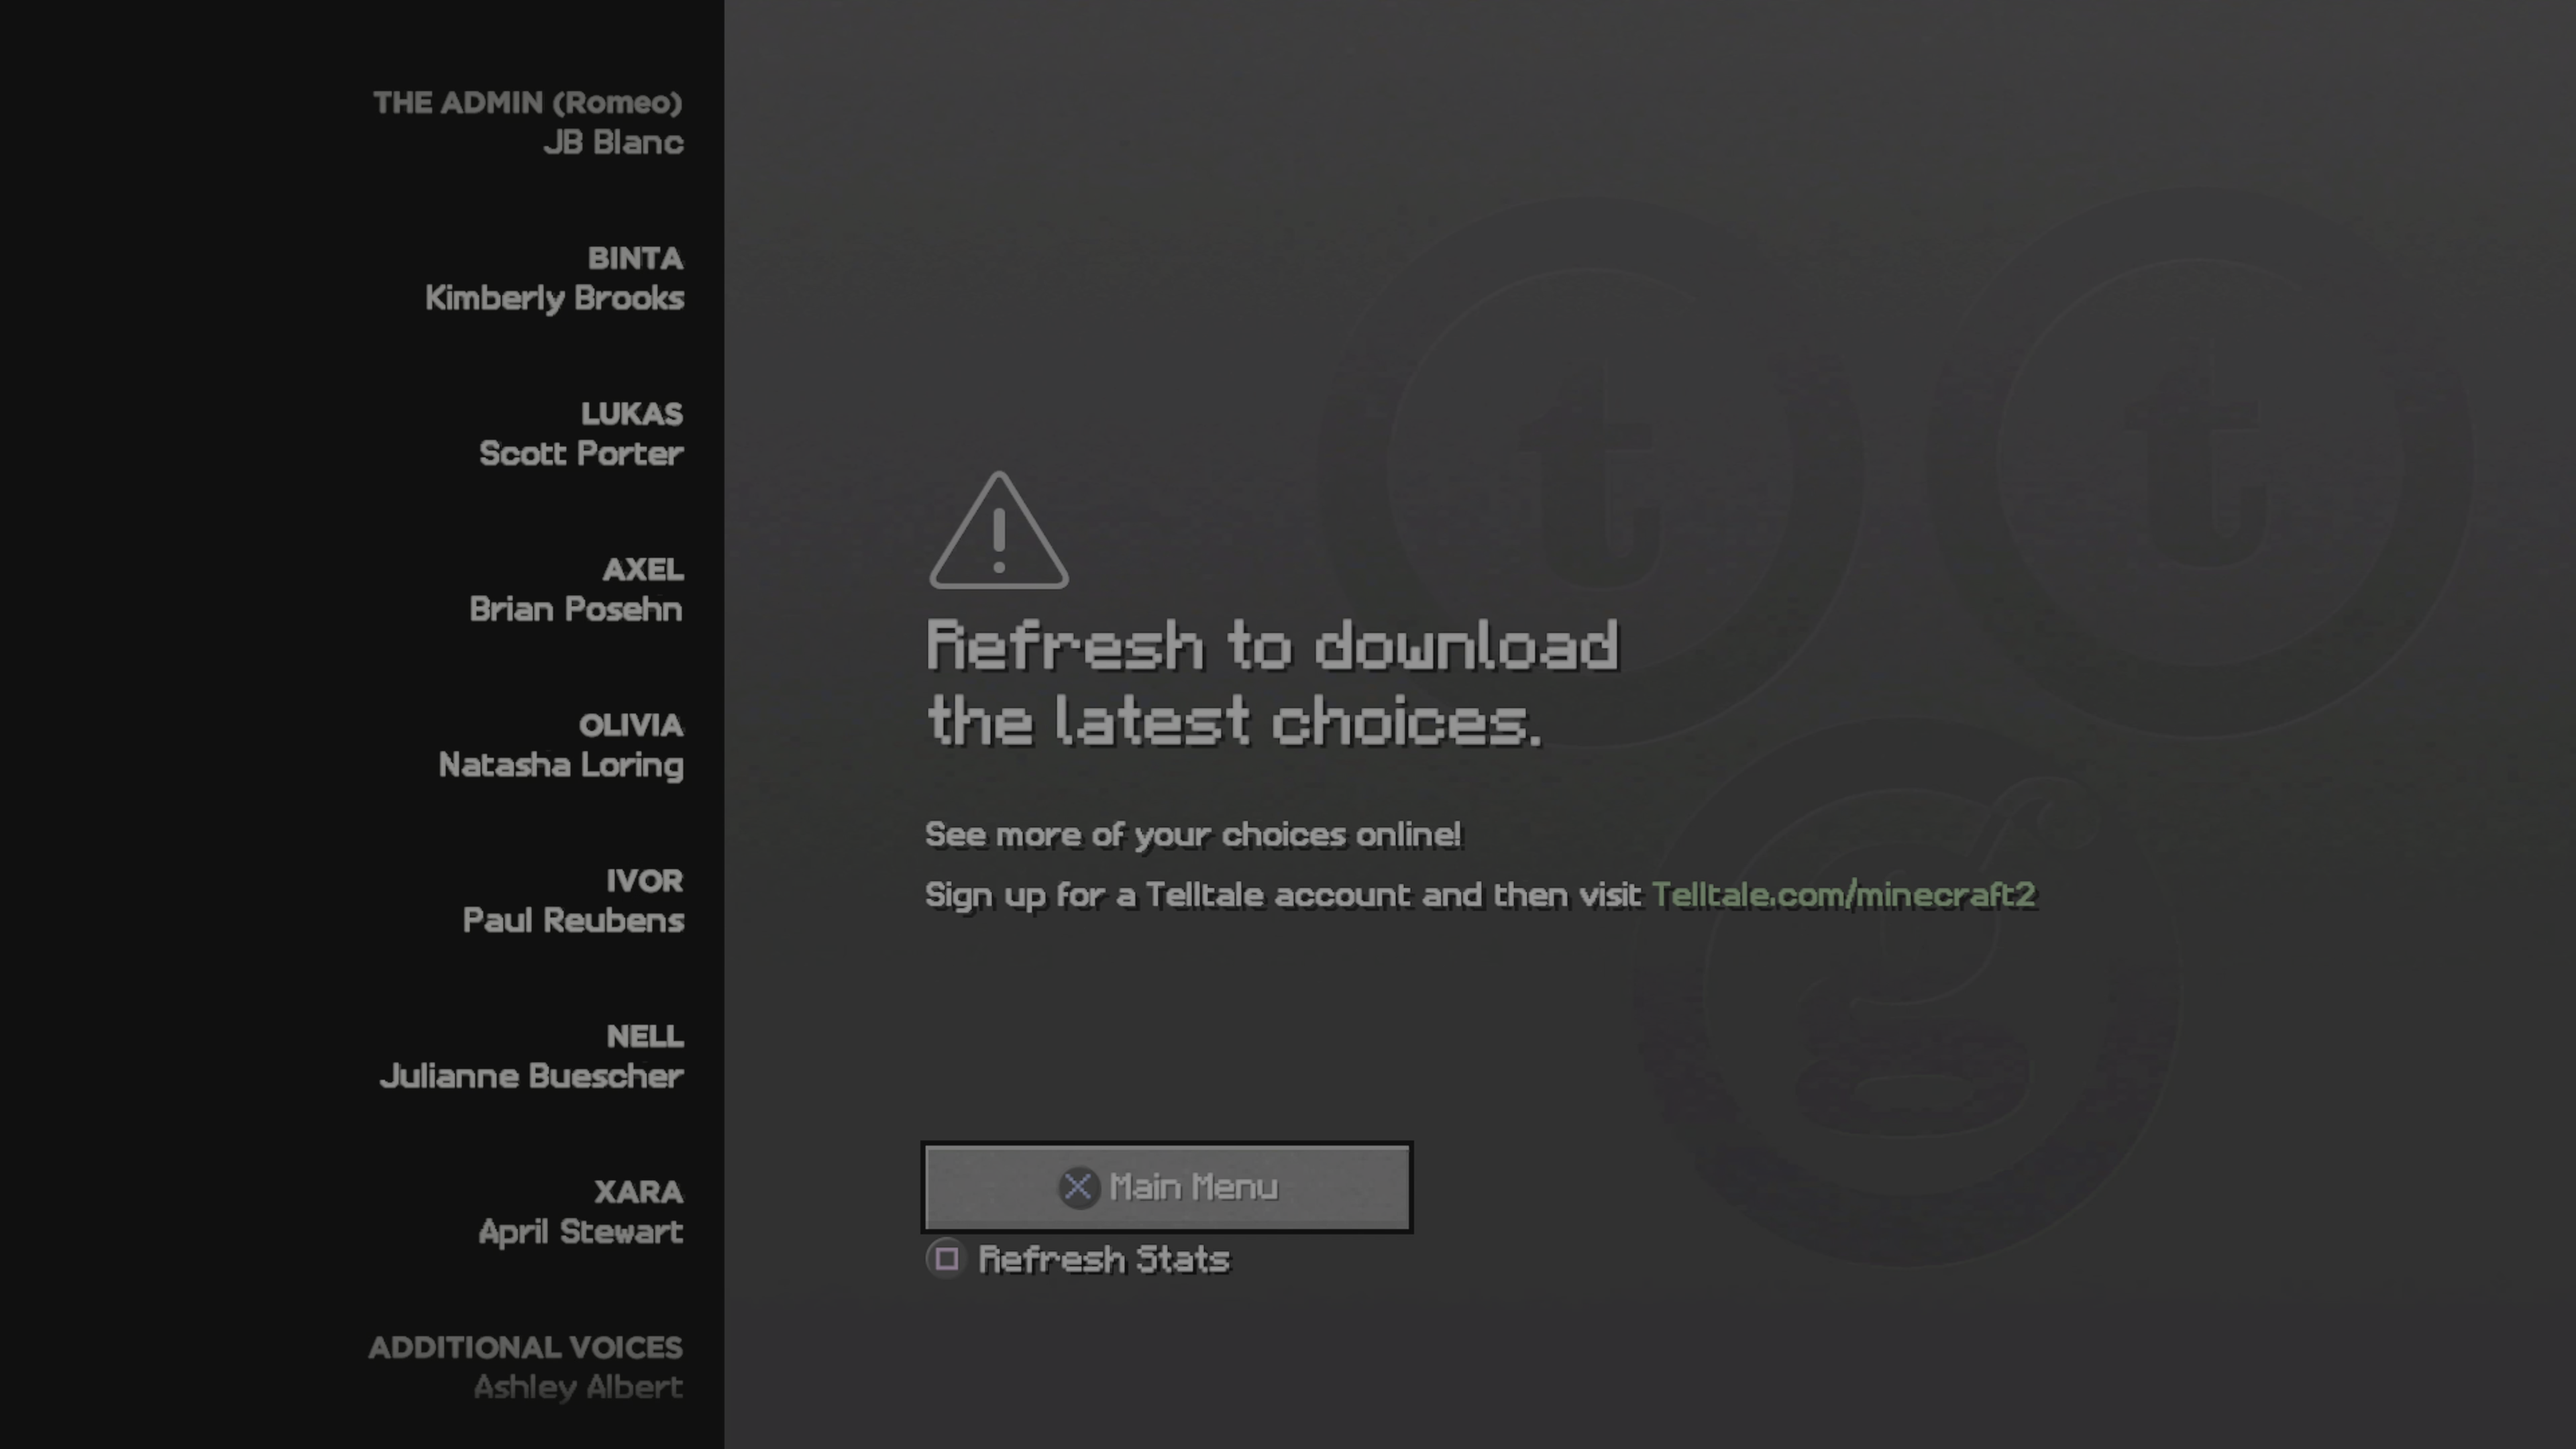 THE ADMIN (Romeo)
JB Blanc
BINTA
Kimberly Brooks
LUKAS
Scott Porter
AXEL
Brian Posehn
OLIVIA
Natasha Loring
IVOR
Paul Reubens
NELL
Julianne Buescher
XARA
April Stewart
ADDITIONAL VOICES
Ashley Albert
t t
g
!
Refresh to download
the latest choices.
See more of your choices online!
Sign up for a Telltale account and then visit Telltale.com/minecraft2
Main Menu
Refresh Stats